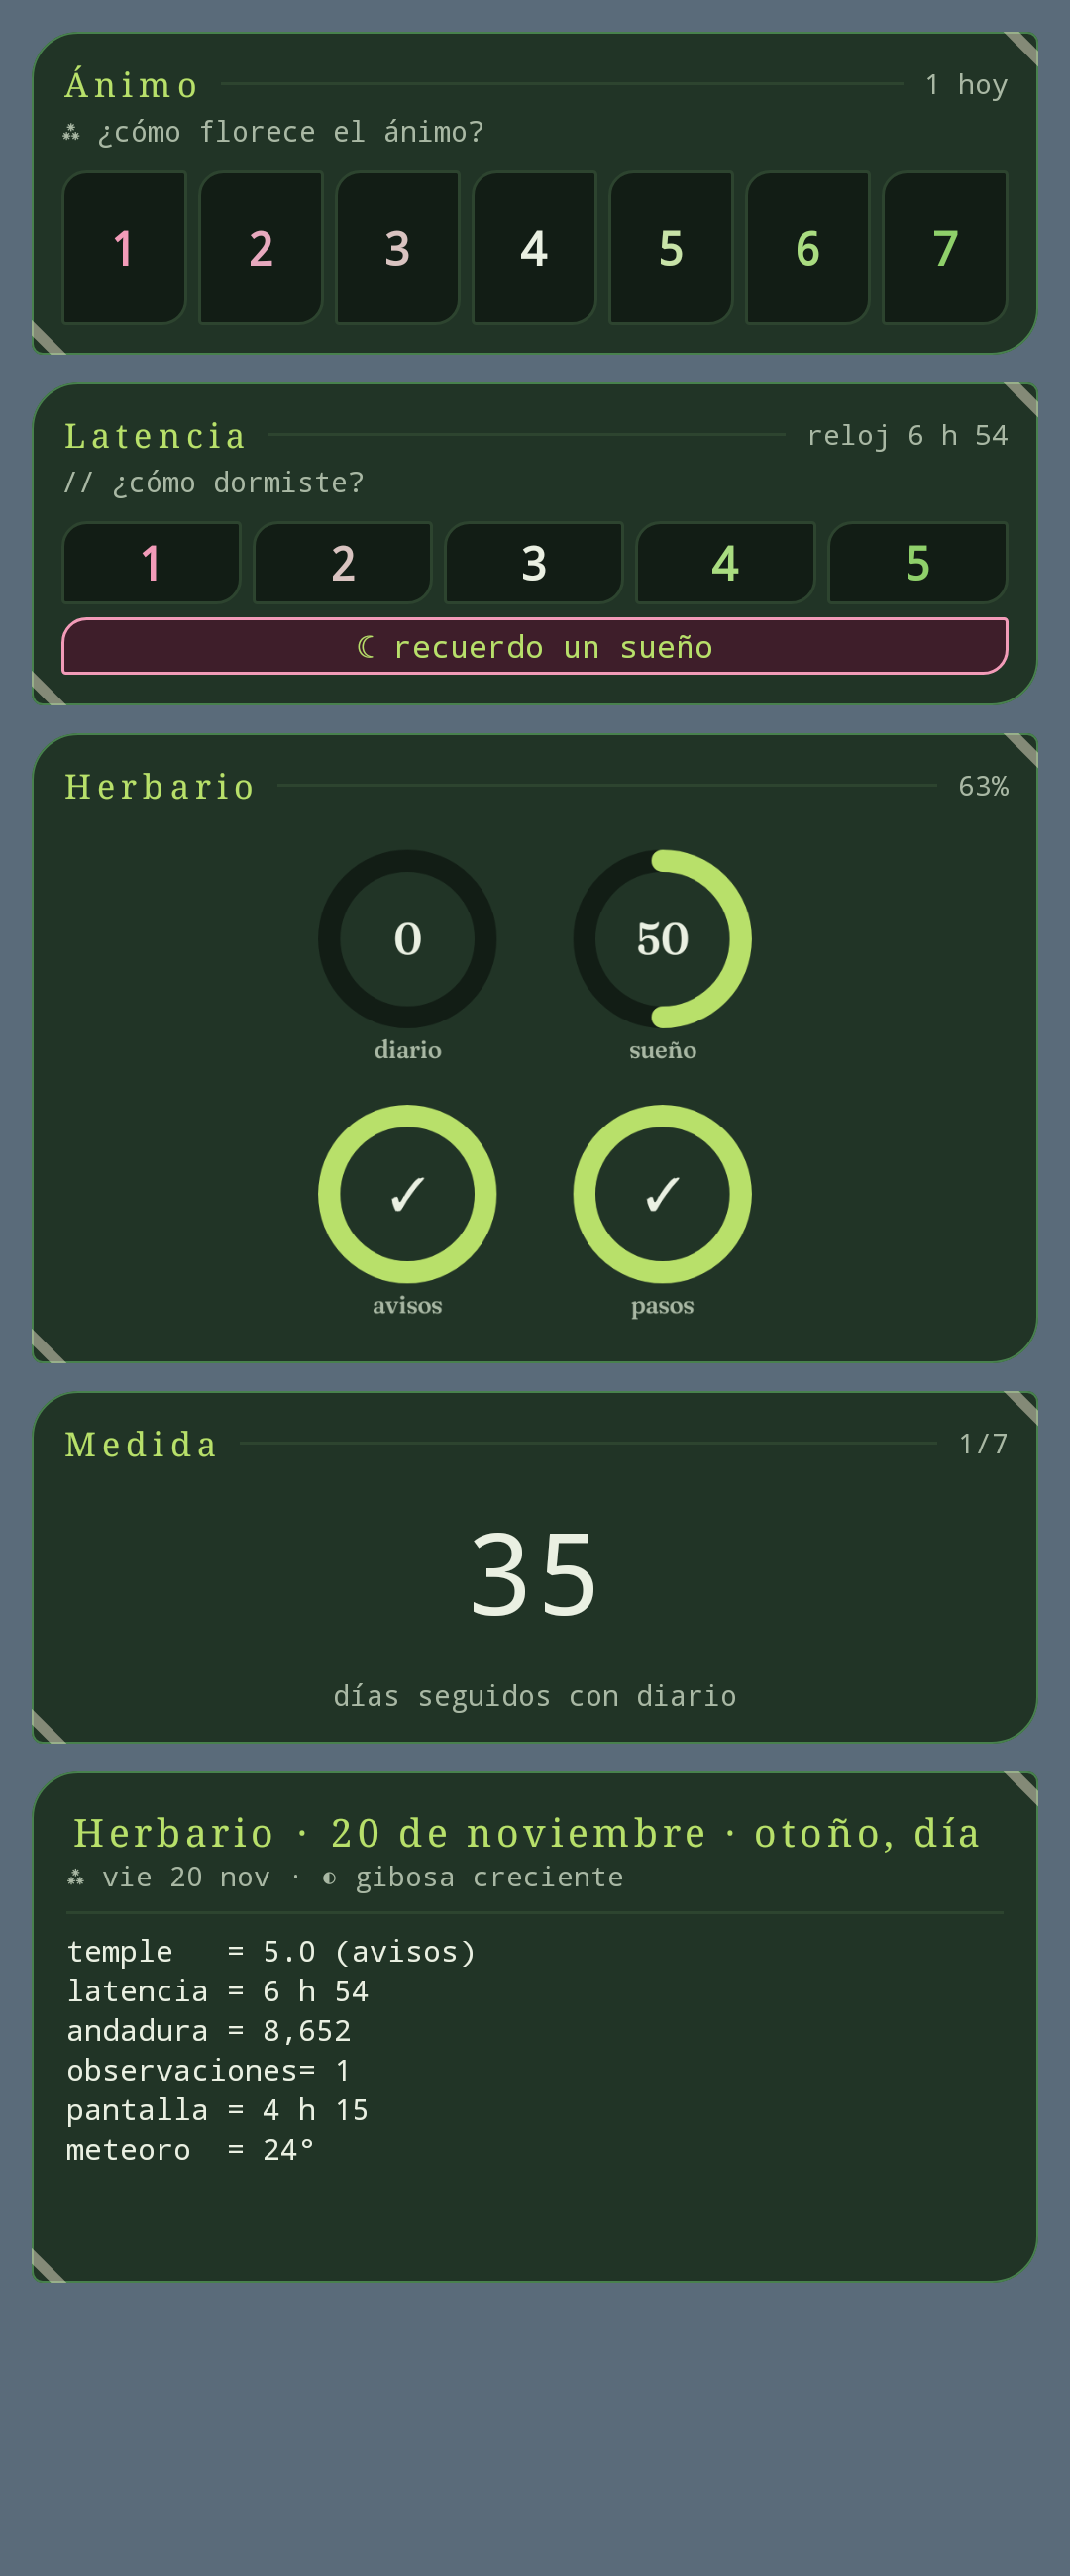 Ánimo 1 hoy
⁂ ¿cómo florece el ánimo?
1 2 3 4 5 6 7
Latencia reloj 6 h 54
// ¿cómo dormiste?
1 2 3 4 5
☾ recuerdo un sueño
Herbario 63%
0 50
diario sueño
✓ ✓
avisos pasos
Medida 1/7
35
días seguidos con diario
Herbario · 20 de noviembre · otoño, día
⁂ vie 20 nov · ◐ gibosa creciente
temple = 5.0 (avisos)
latencia = 6 h 54
andadura = 8,652
observaciones= 1
pantalla = 4 h 15
meteoro = 24°